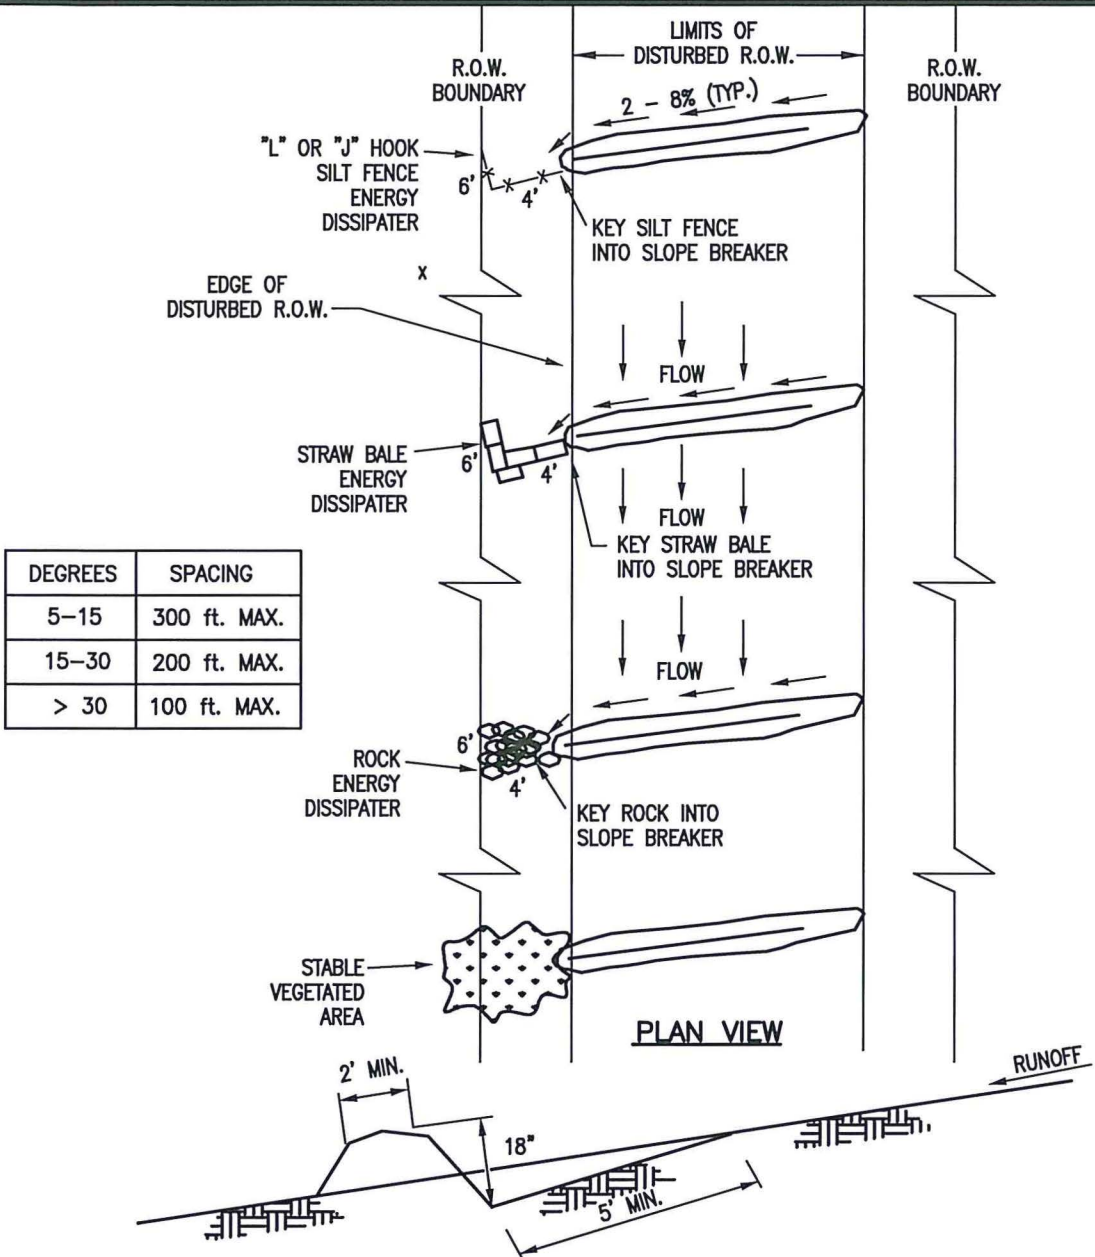 LIMITS OF
DISTURBED R.O.W.
R.O.W.
BOUNDARY
R.O.W.
BOUNDARY
2 - 8% (TYP.)
"L" OR "J" HOOK
SILT FENCE
ENERGY
DISSIPATER
6'
4'
KEY SILT FENCE
INTO SLOPE BREAKER
x
EDGE OF
DISTURBED R.O.W.
FLOW
STRAW BALE
ENERGY
DISSIPATER
6'
4'
FLOW
KEY STRAW BALE
INTO SLOPE BREAKER
DEGREES SPACING
5-15 300 ft. MAX.
15-30 200 ft. MAX.
> 30 100 ft. MAX.
FLOW
ROCK
ENERGY
DISSIPATER
6'
4'
KEY ROCK INTO
SLOPE BREAKER
STABLE
VEGETATED
AREA
PLAN VIEW
2' MIN.
RUNOFF
18"
5' MIN.